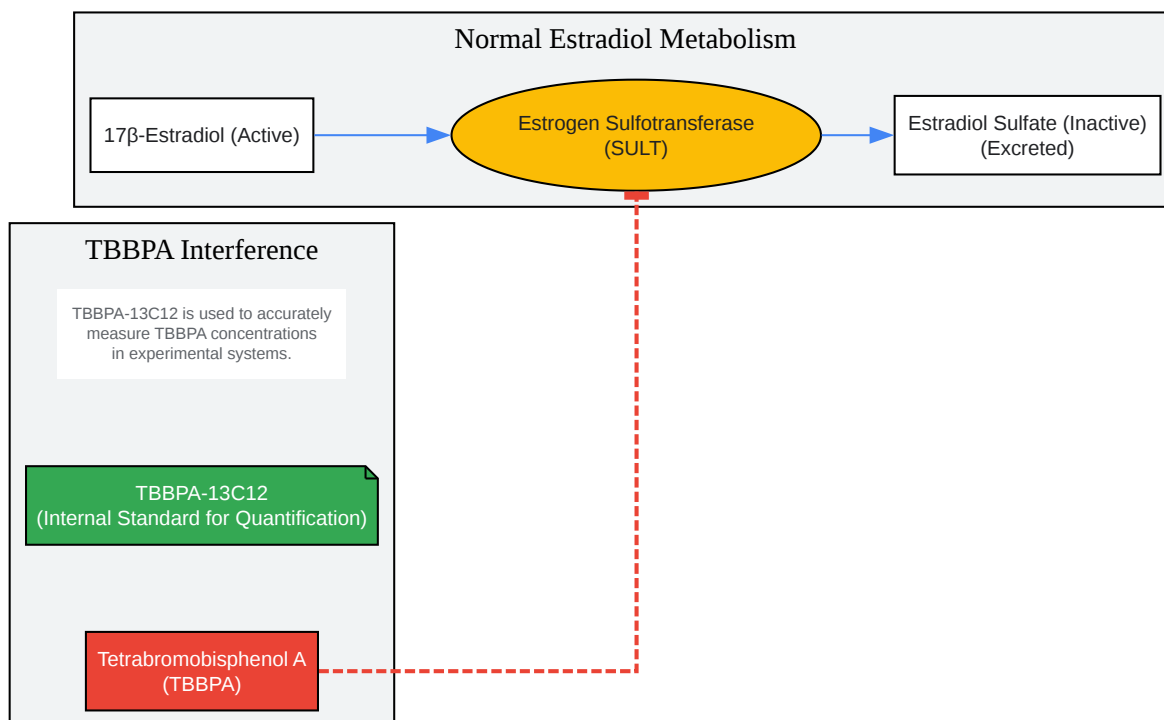 Normal Estradiol Metabolism
17β-Estradiol (Active)
Estrogen Sulfotransferase
(SULT)
Estradiol Sulfate (Inactive)
(Excreted)
TBBPA Interference
TBBPA-13C12 is used to accurately
measure TBBPA concentrations
in experimental systems.
TBBPA-13C12
(Internal Standard for Quantification)
Tetrabromobisphenol A
(TBBPA)